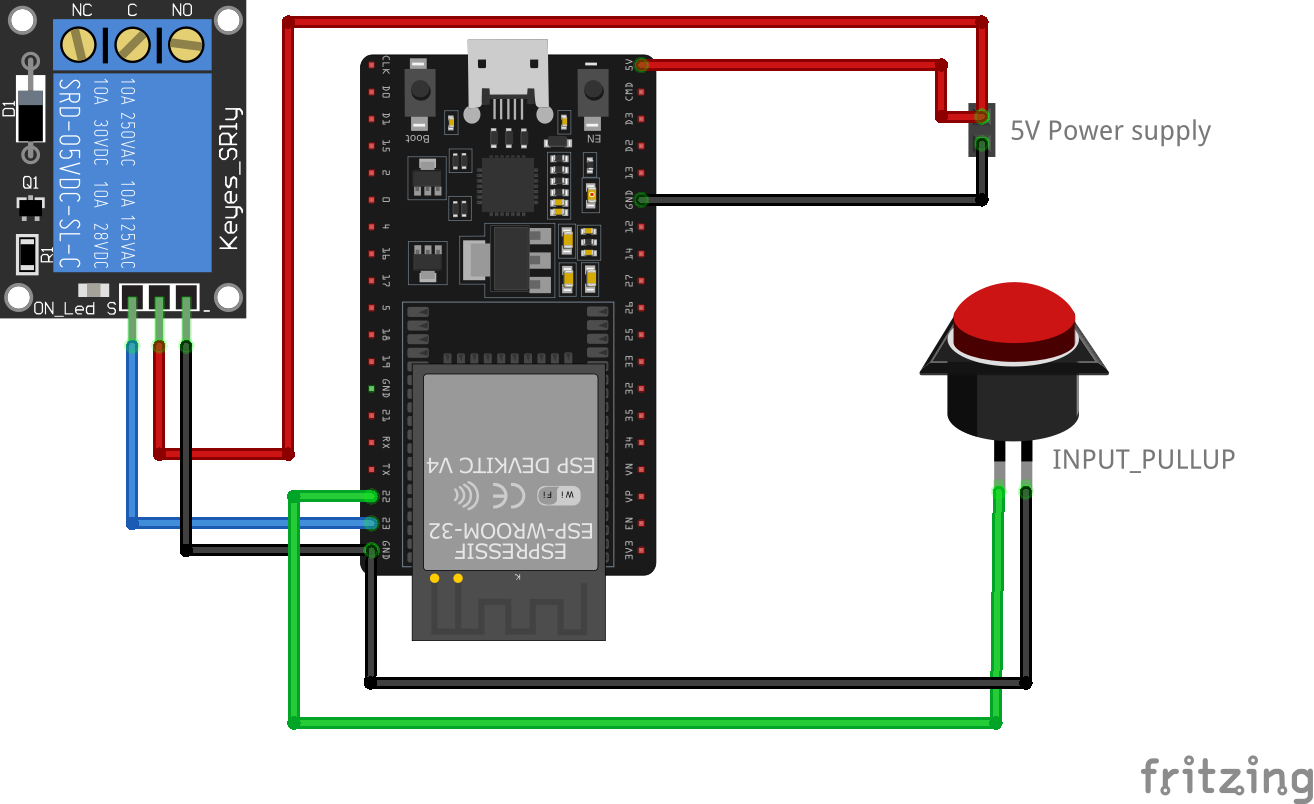 NC C NO
D1
Q1
R1
SRD-05VDC-SL-C
10A 30VDC 10A 28VDC
10A 250VAC 10A 125VAC
Keyes_SRly
ON_Led S -
CLK
D0
D1
15
2
0
4
16
17
5
18
19
GND
21
RX
TX
22
23
GND
Boot
EN
5V
CMD
D3
D2
13
GND
12
14
27
26
25
33
32
35
34
VN
VP
EN
3V3
ESP DEVKITC V4
Wi Fi
CE
ESP-WROOM-32
ESPRESSIF
K
5V Power supply
INPUT_PULLUP
fritzing